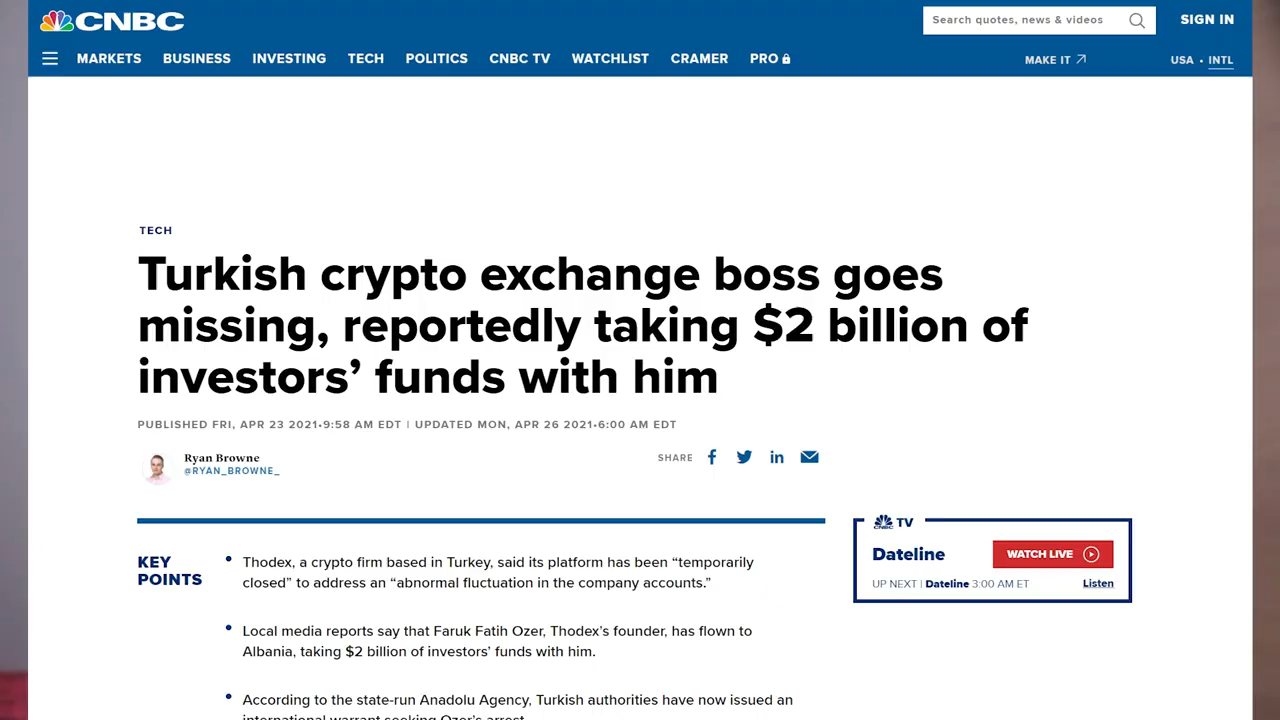 CNBC
Search quotes, news & videos
SIGN IN
MARKETS BUSINESS INVESTING TECH POLITICS CNBC TV WATCHLIST CRAMER PRO
MAKE IT
USA • INTL
TECH
Turkish crypto exchange boss goes
missing, reportedly taking $2 billion of
investors’ funds with him
PUBLISHED FRI, APR 23 2021•9:58 AM EDT | UPDATED MON, APR 26 2021•6:00 AM EDT
Ryan Browne
@RYAN_BROWNE_
SHARE
KEY
POINTS
• Thodex, a crypto firm based in Turkey, said its platform has been “temporarily
closed” to address an “abnormal fluctuation in the company accounts.”
• Local media reports say that Faruk Fatih Ozer, Thodex’s founder, has flown to
Albania, taking $2 billion of investors’ funds with him.
• According to the state-run Anadolu Agency, Turkish authorities have now issued an
international warrant seeking Ozer’s arrest.
CNBC TV
Dateline
WATCH LIVE
UP NEXT | Dateline 3:00 AM ET
Listen